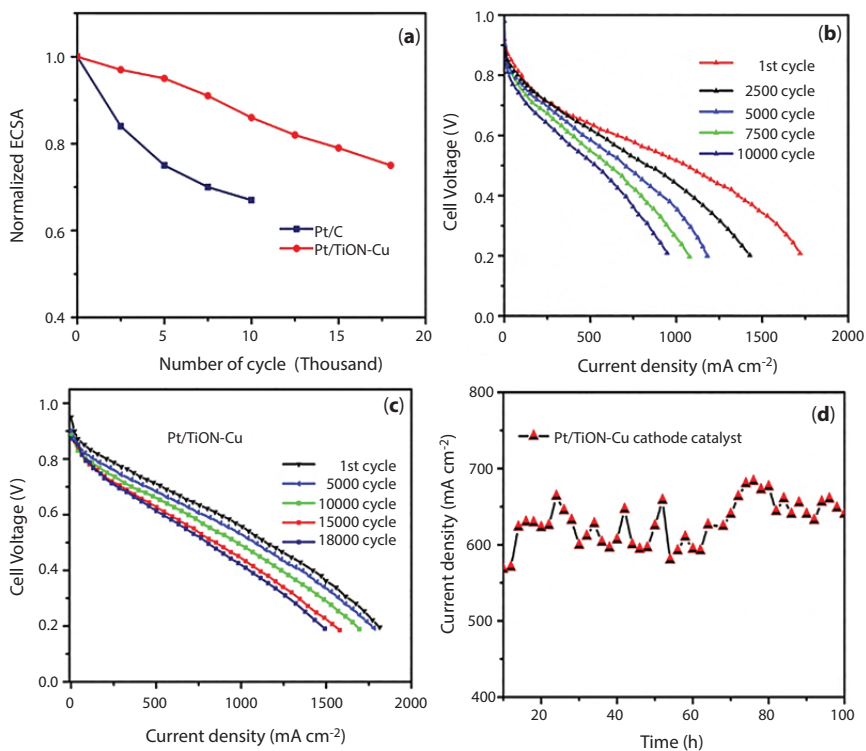 (a)
1.0
0.8
0.6
0.4
Normalized ECSA
Pt/C
Pt/TiON-Cu
0
5
10
15
20
Number of cycle (Thousand)
(b)
1.0
0.8
0.6
0.4
0.2
0.0
Cell Voltage (V)
1st cycle
2500 cycle
5000 cycle
7500 cycle
10000 cycle
0
500
1000
1500
2000
Current density (mA cm⁻²)
(c)
1.0
0.8
0.6
0.4
0.2
0.0
Cell Voltage (V)
Pt/TiON-Cu
1st cycle
5000 cycle
10000 cycle
15000 cycle
18000 cycle
0
500
1000
1500
2000
Current density (mA cm⁻²)
(d)
800
700
600
500
400
Current density (mA cm⁻²)
Pt/TiON-Cu cathode catalyst
20
40
60
80
100
Time (h)